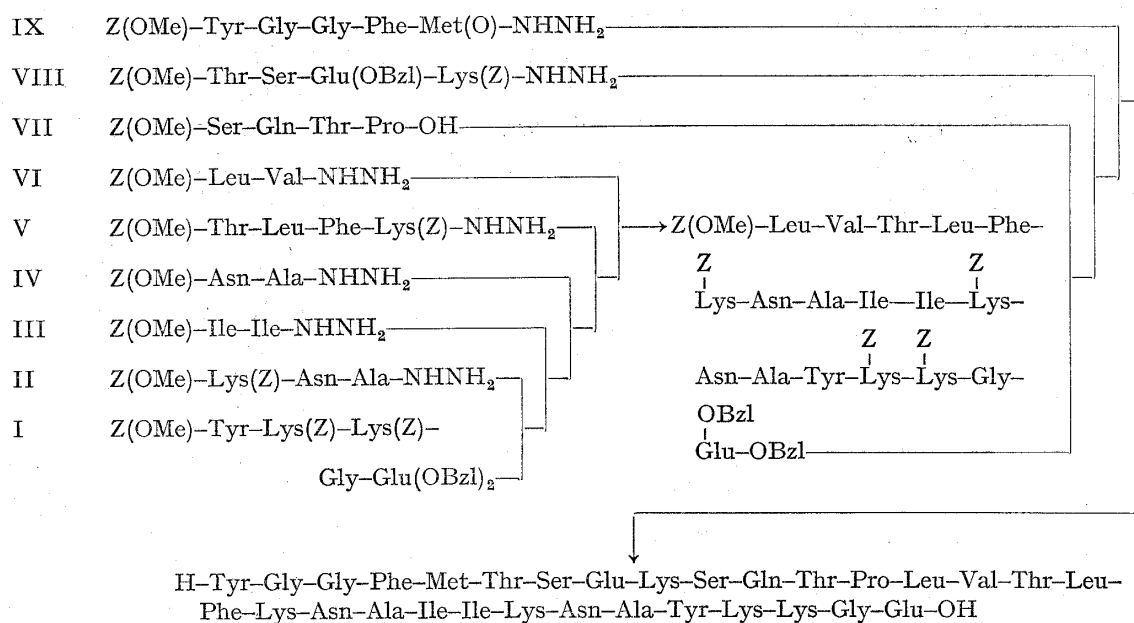 IX Z(OMe)–Tyr–Gly–Gly–Phe–Met(O)–NHNH₂
VIII Z(OMe)–Thr–Ser–Glu(OBzl)–Lys(Z)–NHNH₂
VII Z(OMe)–Ser–Gln–Thr–Pro–OH
VI Z(OMe)–Leu–Val–NHNH₂
V Z(OMe)–Thr–Leu–Phe–Lys(Z)–NHNH₂
IV Z(OMe)–Asn–Ala–NHNH₂
III Z(OMe)–Ile–Ile–NHNH₂
II Z(OMe)–Lys(Z)–Asn–Ala–NHNH₂
I Z(OMe)–Tyr–Lys(Z)–Lys(Z)–
Gly–Glu(OBzl)₂
Z(OMe)–Leu–Val–Thr–Leu–Phe–
Z Z
Lys–Asn–Ala–Ile—Ile—Lys–
Z Z
Asn–Ala–Tyr–Lys–Lys–Gly–
OBzl
Glu–OBzl
H–Tyr–Gly–Gly–Phe–Met–Thr–Ser–Glu–Lys–Ser–Gln–Thr–Pro–Leu–Val–Thr–Leu–
Phe–Lys–Asn–Ala–Ile–Ile–Lys–Asn–Ala–Tyr–Lys–Lys–Gly–Glu–OH